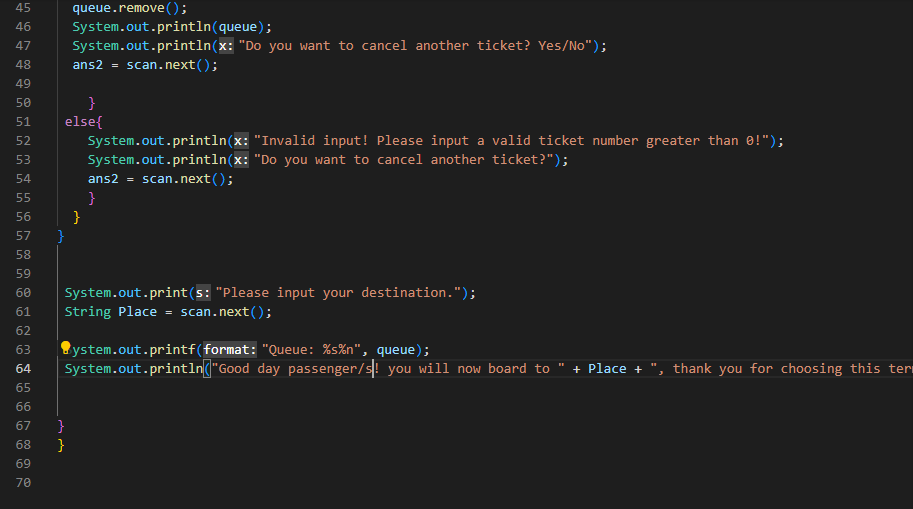 45 queue.remove();
46 System.out.println(queue);
47 System.out.println(x: "Do you want to cancel another ticket? Yes/No");
48 ans2 = scan.next();
49
50 }
51 else{
52 System.out.println(x: "Invalid input! Please input a valid ticket number greater than 0!");
53 System.out.println(x: "Do you want to cancel another ticket?");
54 ans2 = scan.next();
55 }
56 }
57 }
58
59
60 System.out.print(s: "Please input your destination.");
61 String Place = scan.next();
62
63 ystem.out.printf(format: "Queue: %s%n", queue);
64 System.out.println("Good day passenger/s! you will now board to " + Place + ", thank you for choosing this
65
66
67 }
68 }
69
70